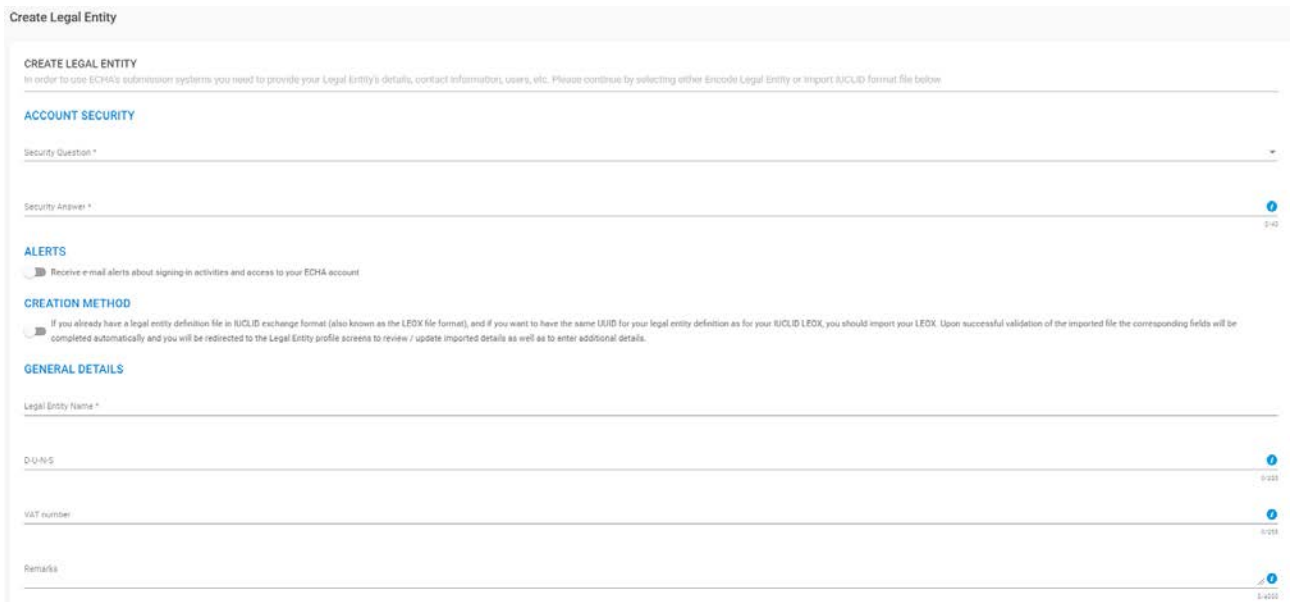 Create Legal Entity
CREATE LEGAL ENTITY
In order to use ECHA's submission systems you need to provide your Legal Entity's details, contact information, users, etc. Please continue by selecting either Encode Legal Entity or Import IUCLID format file below
ACCOUNT SECURITY
Security Question *
Security Answer *
0/40
ALERTS
Receive e-mail alerts about signing-in activities and access to your ECHA account
CREATION METHOD
If you already have a legal entity definition file in IUCLID exchange format (also known as the LEOX file format), and if you want to have the same UUID for your legal entity definition as for your IUCLID LEOX, you should import your LEOX. Upon successful validation of the imported file the corresponding fields will be
completed automatically and you will be redirected to the Legal Entity profile screens to review / update imported details as well as to enter additional details.
GENERAL DETAILS
Legal Entity Name *
D-U-N-S
0/255
VAT number
0/255
Remarks